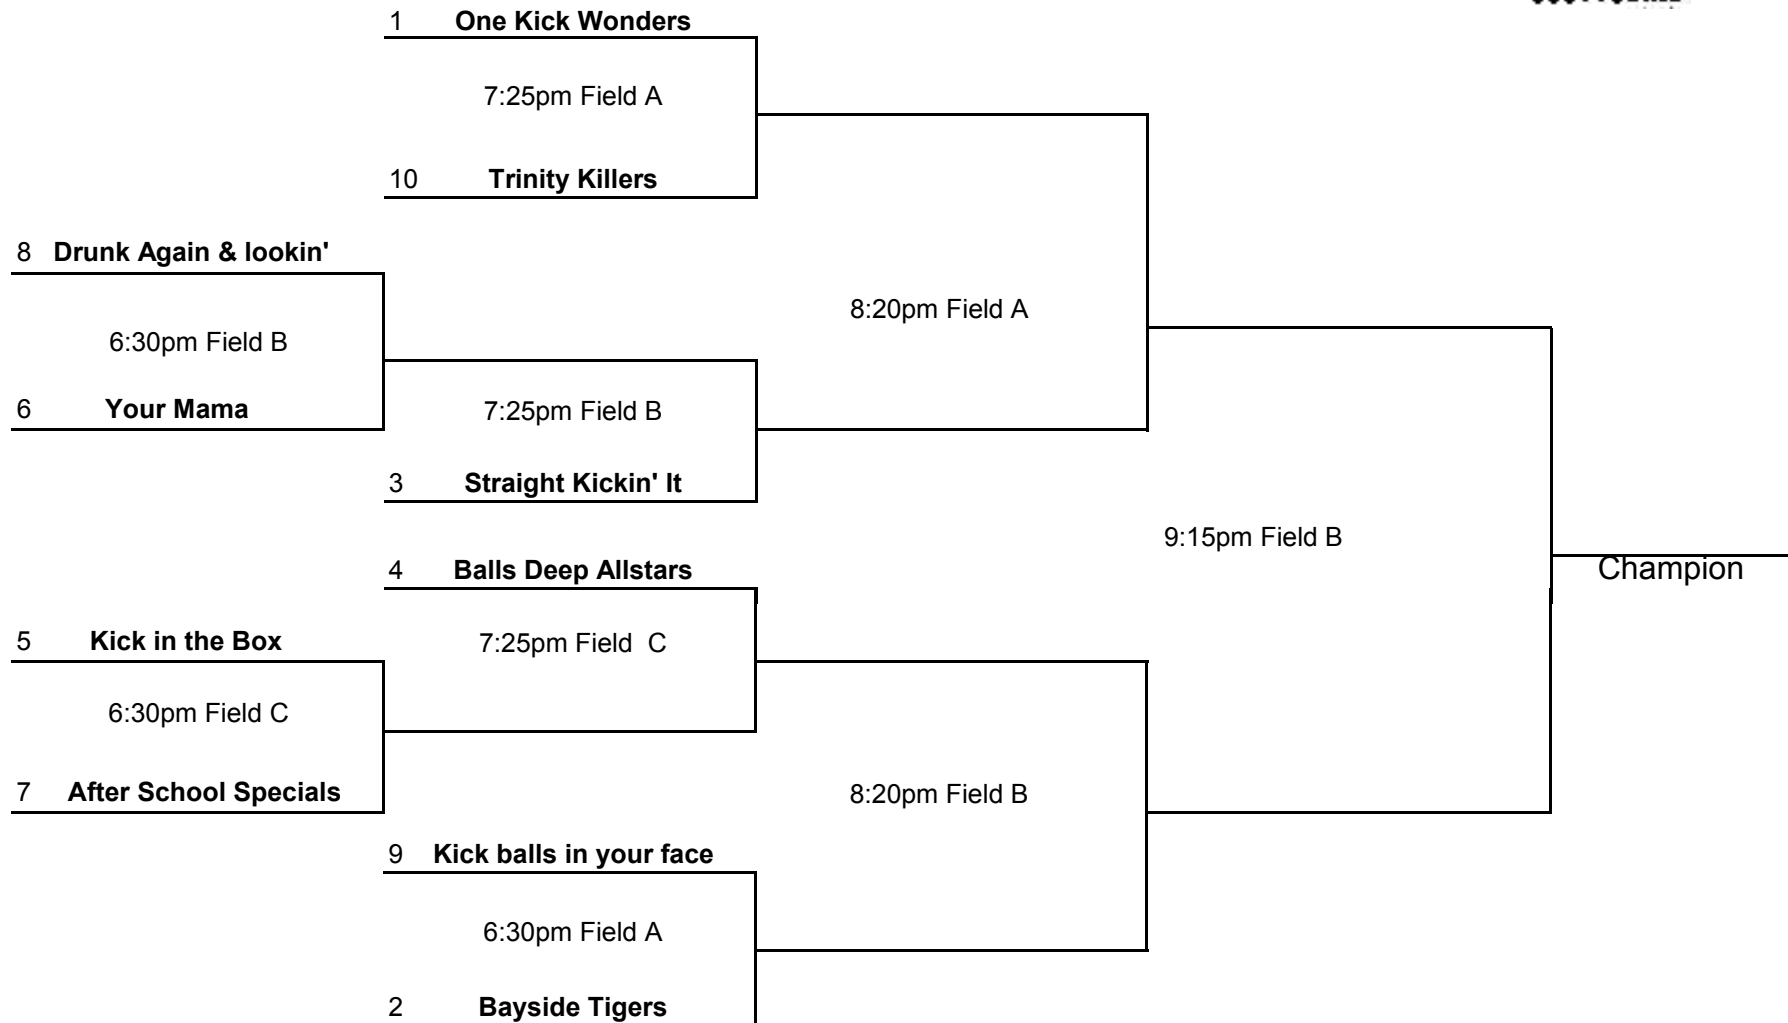 1 One Kick Wonders
7:25pm Field A
10 Trinity Killers
8 Drunk Again & lookin'
8:20pm Field A
6:30pm Field B
6 Your Mama
7:25pm Field B
3 Straight Kickin' It
9:15pm Field B
4 Balls Deep Allstars
Champion
5 Kick in the Box
7:25pm Field C
6:30pm Field C
7 After School Specials
8:20pm Field B
9 Kick balls in your face
6:30pm Field A
2 Bayside Tigers